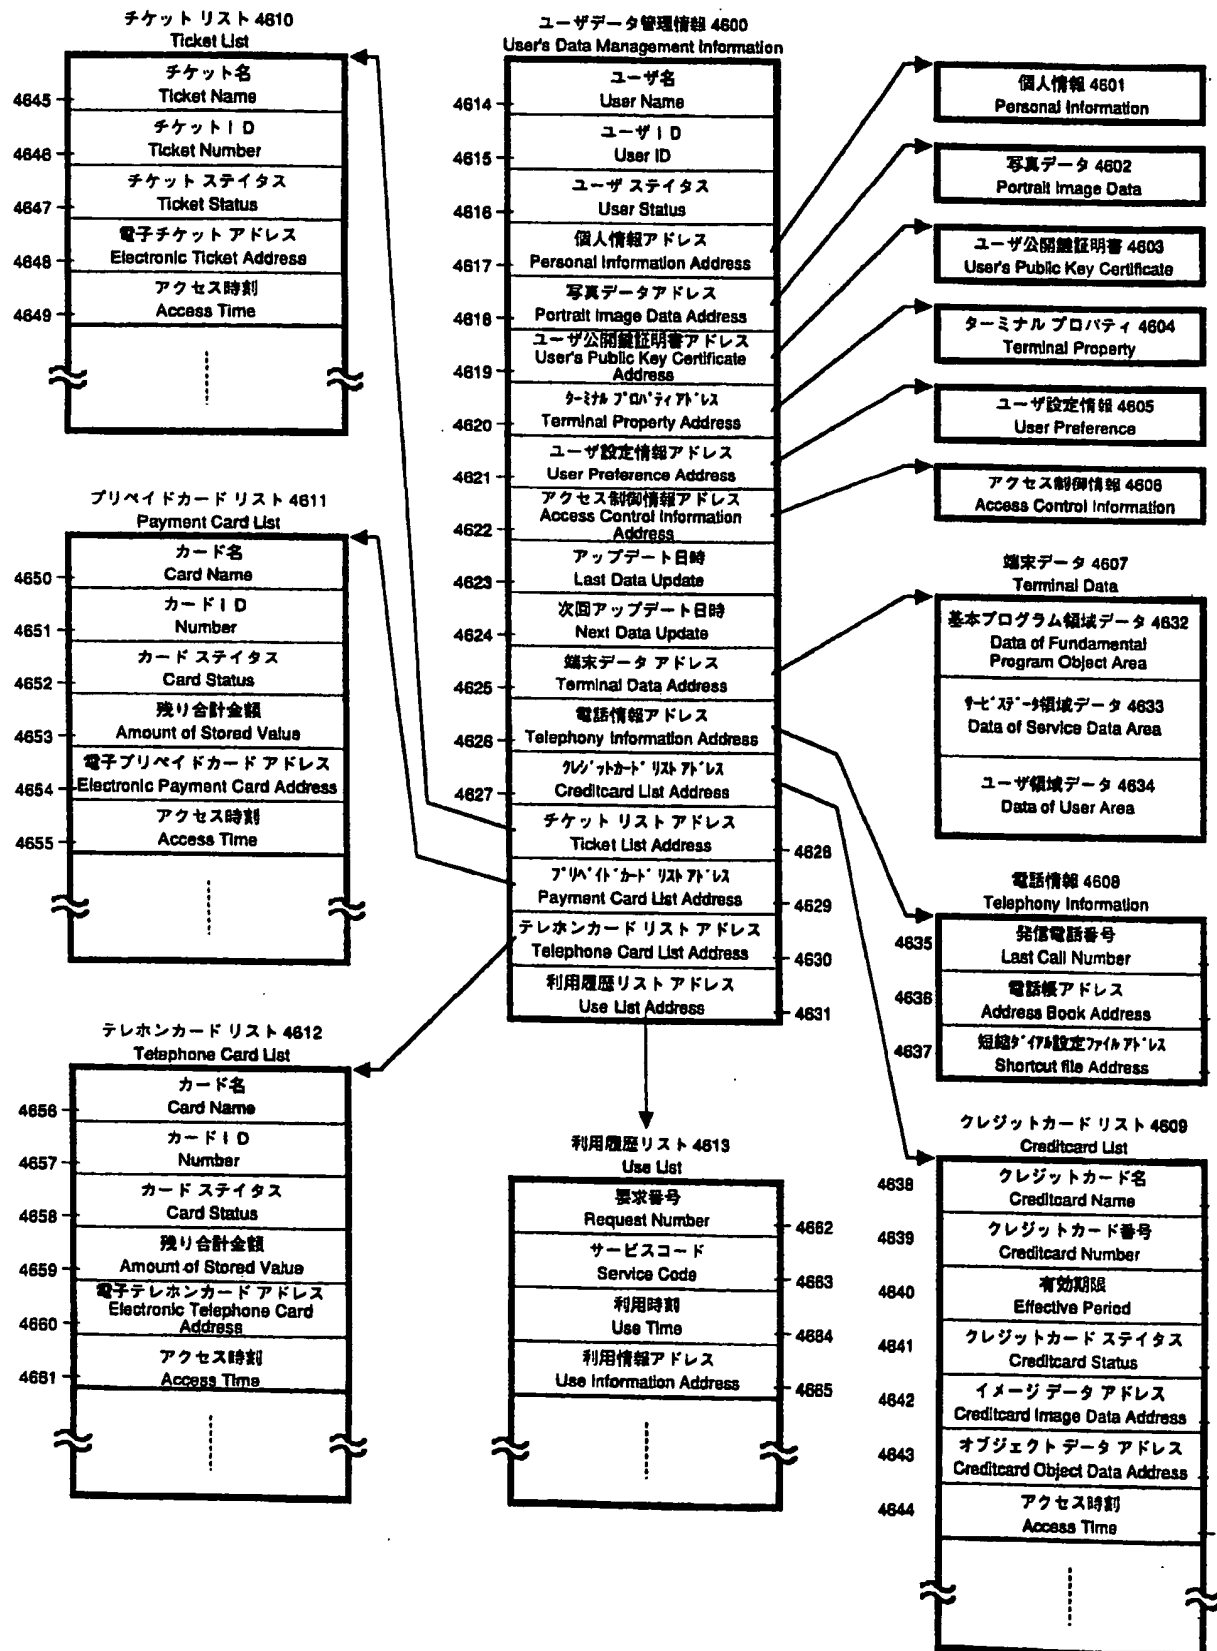 チケット リスト 4610
Ticket List
チケット名
Ticket Name
4645
チケットID
Ticket Number
4646
チケット ステイタス
Ticket Status
4647
電子チケット アドレス
Electronic Ticket Address
4648
アクセス時刻
Access Time
4649
プリペイドカード リスト 4611
Payment Card List
カード名
Card Name
4650
カードID
Number
4651
カード ステイタス
Card Status
4652
残り合計金額
Amount of Stored Value
4653
電子プリペイドカード アドレス
Electronic Payment Card Address
4654
アクセス時刻
Access Time
4655
テレホンカード リスト 4612
Telephone Card List
カード名
Card Name
4656
カードID
Number
4657
カード ステイタス
Card Status
4658
残り合計金額
Amount of Stored Value
4659
電子テレホンカード アドレス
Electronic Telephone Card
Address
4660
アクセス時刻
Access Time
4661
ユーザデータ管理情報 4600
User's Data Management Information
ユーザ名
User Name
4614
ユーザID
User ID
4615
ユーザ ステイタス
User Status
4616
個人情報アドレス
Personal Information Address
4617
写真データアドレス
Portrait Image Data Address
4618
ユーザ公開鍵証明書アドレス
User's Public Key Certificate
Address
4619
ターミナル プロパティ アドレス
Terminal Property Address
4620
ユーザ設定情報アドレス
User Preference Address
4621
アクセス制御情報アドレス
Access Control Information
Address
4622
アップデート日時
Last Data Update
4623
次回アップデート日時
Next Data Update
4624
端末データ アドレス
Terminal Data Address
4625
電話情報アドレス
Telephony Information Address
4626
クレジットカード リスト アドレス
Creditcard List Address
4627
チケット リスト アドレス
Ticket List Address
4628
プリペイドカード リスト アドレス
Payment Card List Address
4629
テレホンカード リスト アドレス
Telephone Card List Address
4630
利用履歴リスト アドレス
Use List Address
4631
利用履歴リスト 4613
Use List
要求番号
Request Number
4662
サービスコード
Service Code
4663
利用時刻
Use Time
4664
利用情報アドレス
Use Information Address
4665
個人情報 4601
Personal Information
写真データ 4602
Portrait Image Data
ユーザ公開鍵証明書 4603
User's Public Key Certificate
ターミナル プロパティ 4604
Terminal Property
ユーザ設定情報 4605
User Preference
アクセス制御情報 4606
Access Control Information
端末データ 4607
Terminal Data
基本プログラム領域データ 4632
Data of Fundamental
Program Object Area
サービスデータ領域データ 4633
Data of Service Data Area
ユーザ領域データ 4634
Data of User Area
電話情報 4608
Telephony Information
4635
発信電話番号
Last Call Number
4636
電話帳アドレス
Address Book Address
4637
短縮ダイアル設定ファイル アドレス
Shortcut file Address
クレジットカード リスト 4609
Creditcard List
4638
クレジットカード名
Creditcard Name
4639
クレジットカード番号
Creditcard Number
4640
有効期限
Effective Period
4641
クレジットカード ステイタス
Creditcard Status
4642
イメージ データ アドレス
Creditcard Image Data Address
4643
オブジェクト データ アドレス
Creditcard Object Data Address
4644
アクセス時刻
Access Time